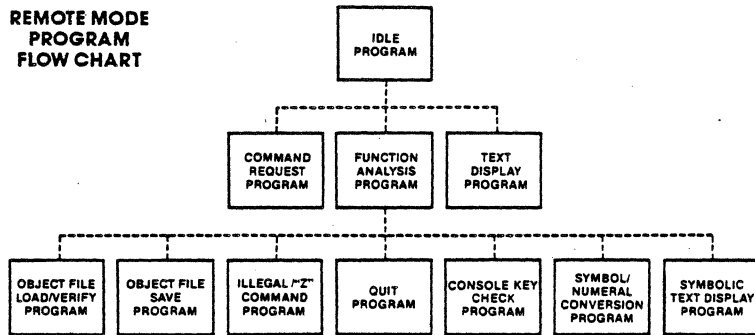 REMOTE MODE
PROGRAM
FLOW CHART
IDLE
PROGRAM
COMMAND
REQUEST
PROGRAM
FUNCTION
ANALYSIS
PROGRAM
TEXT
DISPLAY
PROGRAM
OBJECT FILE
LOAD/VERIFY
PROGRAM
OBJECT FILE
SAVE
PROGRAM
ILLEGAL /"Z"
COMMAND
PROGRAM
QUIT
PROGRAM
CONSOLE KEY
CHECK
PROGRAM
SYMBOL/
NUMERAL
CONVERSION
PROGRAM
SYMBOLIC
TEXT DISPLAY
PROGRAM